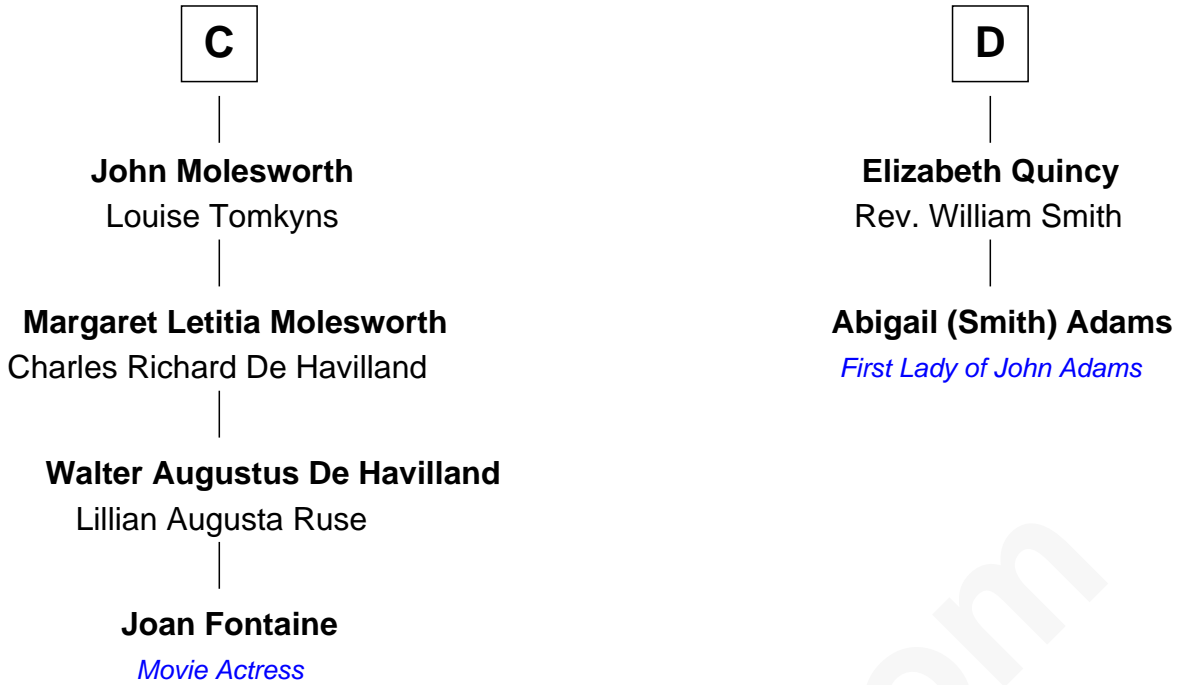 C
John Molesworth
Louise Tomkyns
Margaret Letitia Molesworth
Charles Richard De Havilland
Walter Augustus De Havilland
Lillian Augusta Ruse
Joan Fontaine
Movie Actress
D
Elizabeth Quincy
Rev. William Smith
Abigail (Smith) Adams
First Lady of John Adams
om